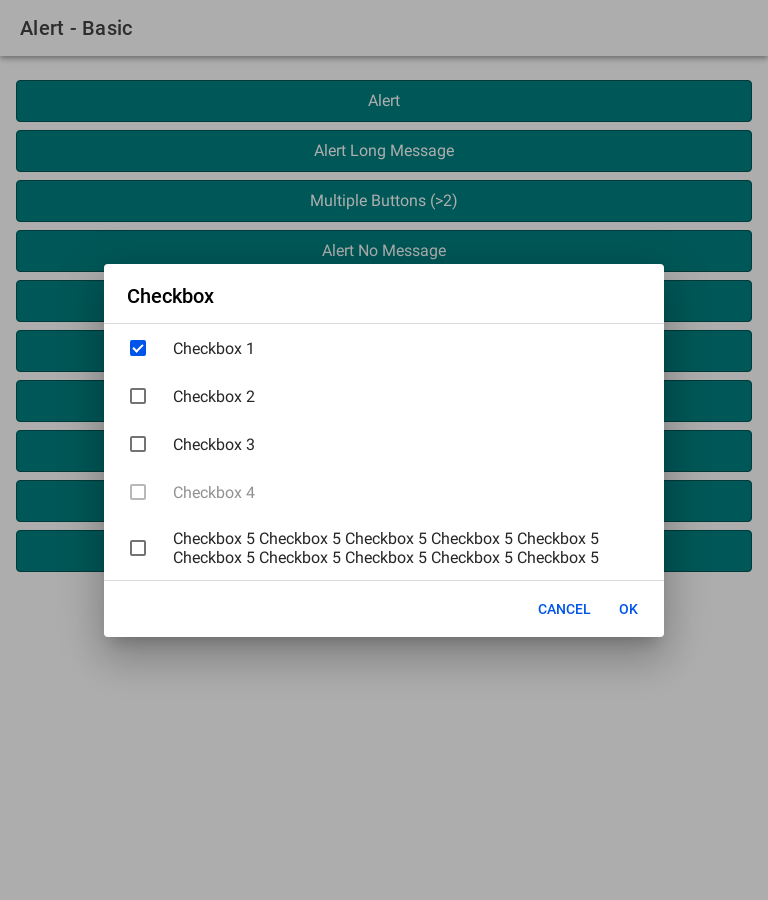 Alert - Basic
Alert
Alert Long Message
Multiple Buttons (>2)
Alert No Message
Checkbox
Checkbox 1
Checkbox 2
Checkbox 3
Checkbox 4
Checkbox 5 Checkbox 5 Checkbox 5 Checkbox 5 Checkbox 5
Checkbox 5 Checkbox 5 Checkbox 5 Checkbox 5 Checkbox 5
CANCEL OK